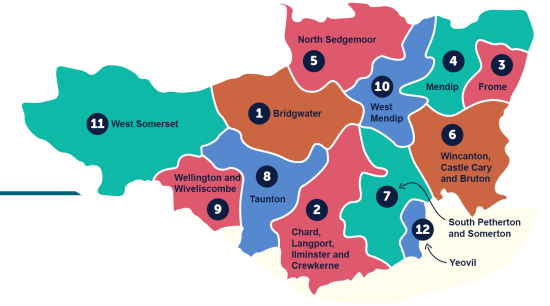 North Sedgemoor
5
4
Mendip
3
Frome
10
West
Mendip
1 Bridgwater
11 West Somerset
6
Wincanton,
Castle Cary
and Bruton
Wellington and
Wiveliscombe
9
8
Taunton
2
Chard,
Langport,
Ilminster and
Crewkerne
7
South Petherton
and Somerton
12
Yeovil